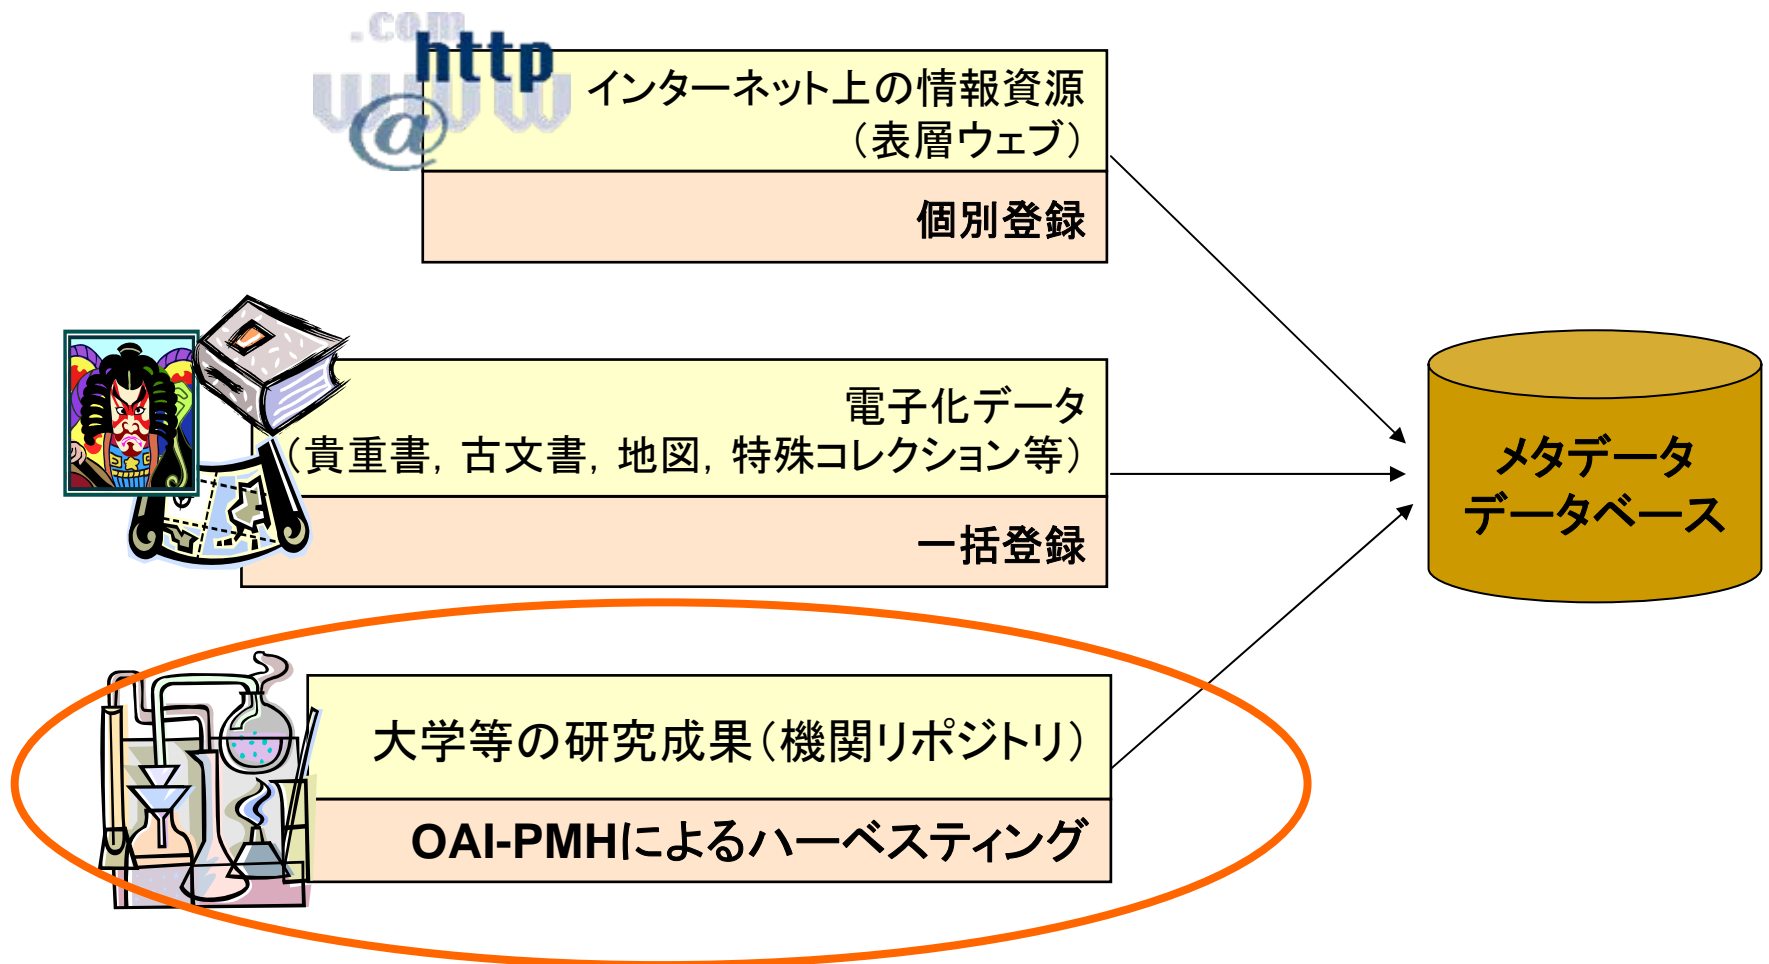 .com
http
www
@
インターネット上の情報資源
（表層ウェブ）
個別登録
電子化データ
（貴重書，古文書，地図，特殊コレクション等）
一括登録
大学等の研究成果（機関リポジトリ）
OAI-PMHによるハーベスティング
メタデータ
データベース